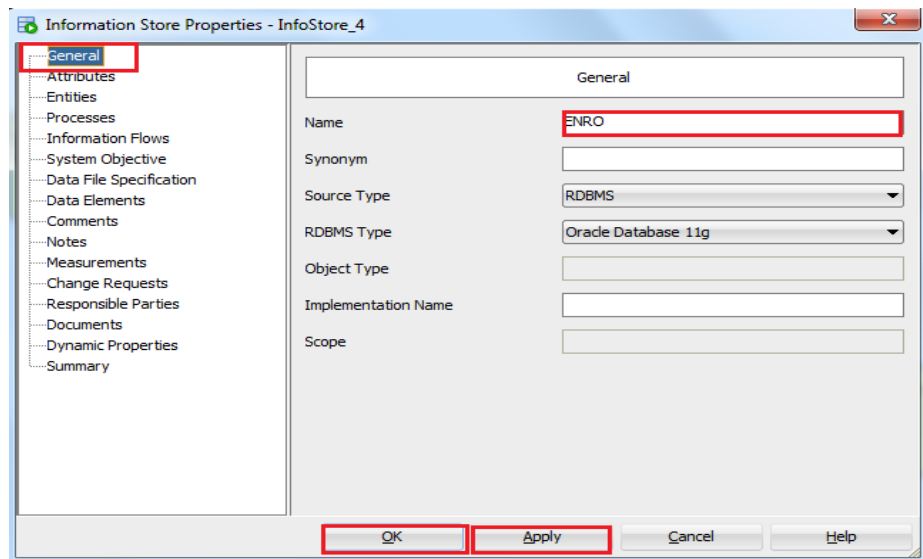 Information Store Properties - InfoStore_4
General
Attributes
Entities
Processes
Information Flows
System Objective
Data File Specification
Data Elements
Comments
Notes
Measurements
Change Requests
Responsible Parties
Documents
Dynamic Properties
Summary
General
Name ENRO
Synonym
Source Type RDBMS
RDBMS Type Oracle Database 11g
Object Type
Implementation Name
Scope
OK Apply Cancel Help